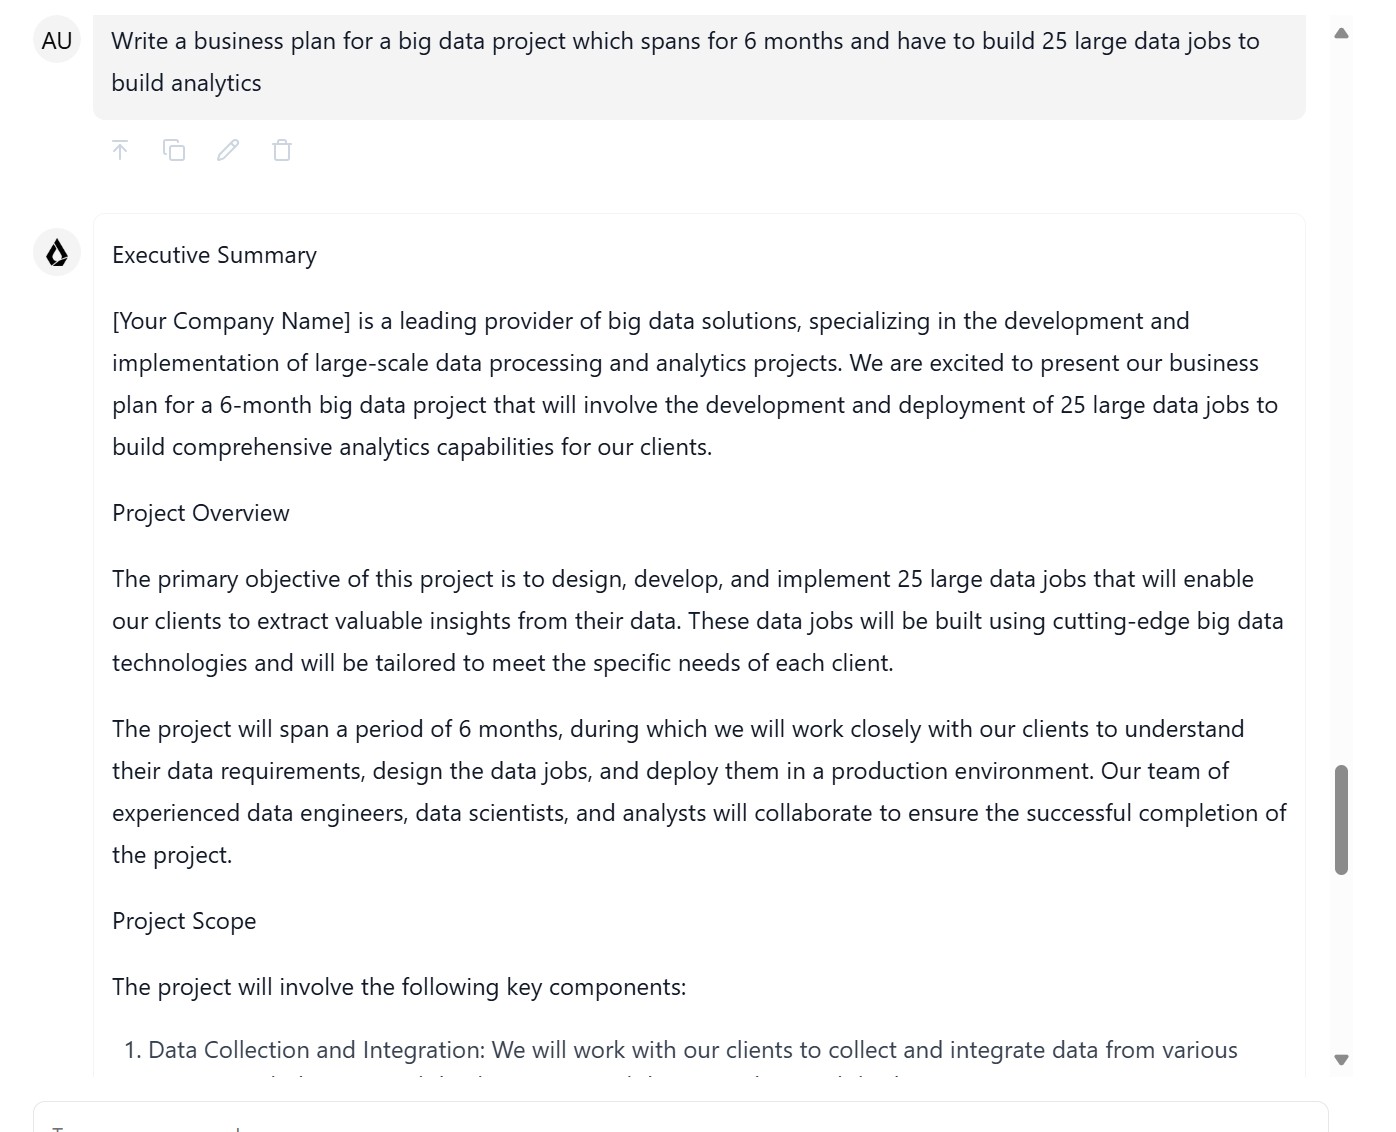 AU
Write a business plan for a big data project which spans for 6 months and have to build 25 large data jobs to
build analytics
Executive Summary
[Your Company Name] is a leading provider of big data solutions, specializing in the development and
implementation of large-scale data processing and analytics projects. We are excited to present our business
plan for a 6-month big data project that will involve the development and deployment of 25 large data jobs to
build comprehensive analytics capabilities for our clients.
Project Overview
The primary objective of this project is to design, develop, and implement 25 large data jobs that will enable
our clients to extract valuable insights from their data. These data jobs will be built using cutting-edge big data
technologies and will be tailored to meet the specific needs of each client.
The project will span a period of 6 months, during which we will work closely with our clients to understand
their data requirements, design the data jobs, and deploy them in a production environment. Our team of
experienced data engineers, data scientists, and analysts will collaborate to ensure the successful completion of
the project.
Project Scope
The project will involve the following key components:
1. Data Collection and Integration: We will work with our clients to collect and integrate data from various